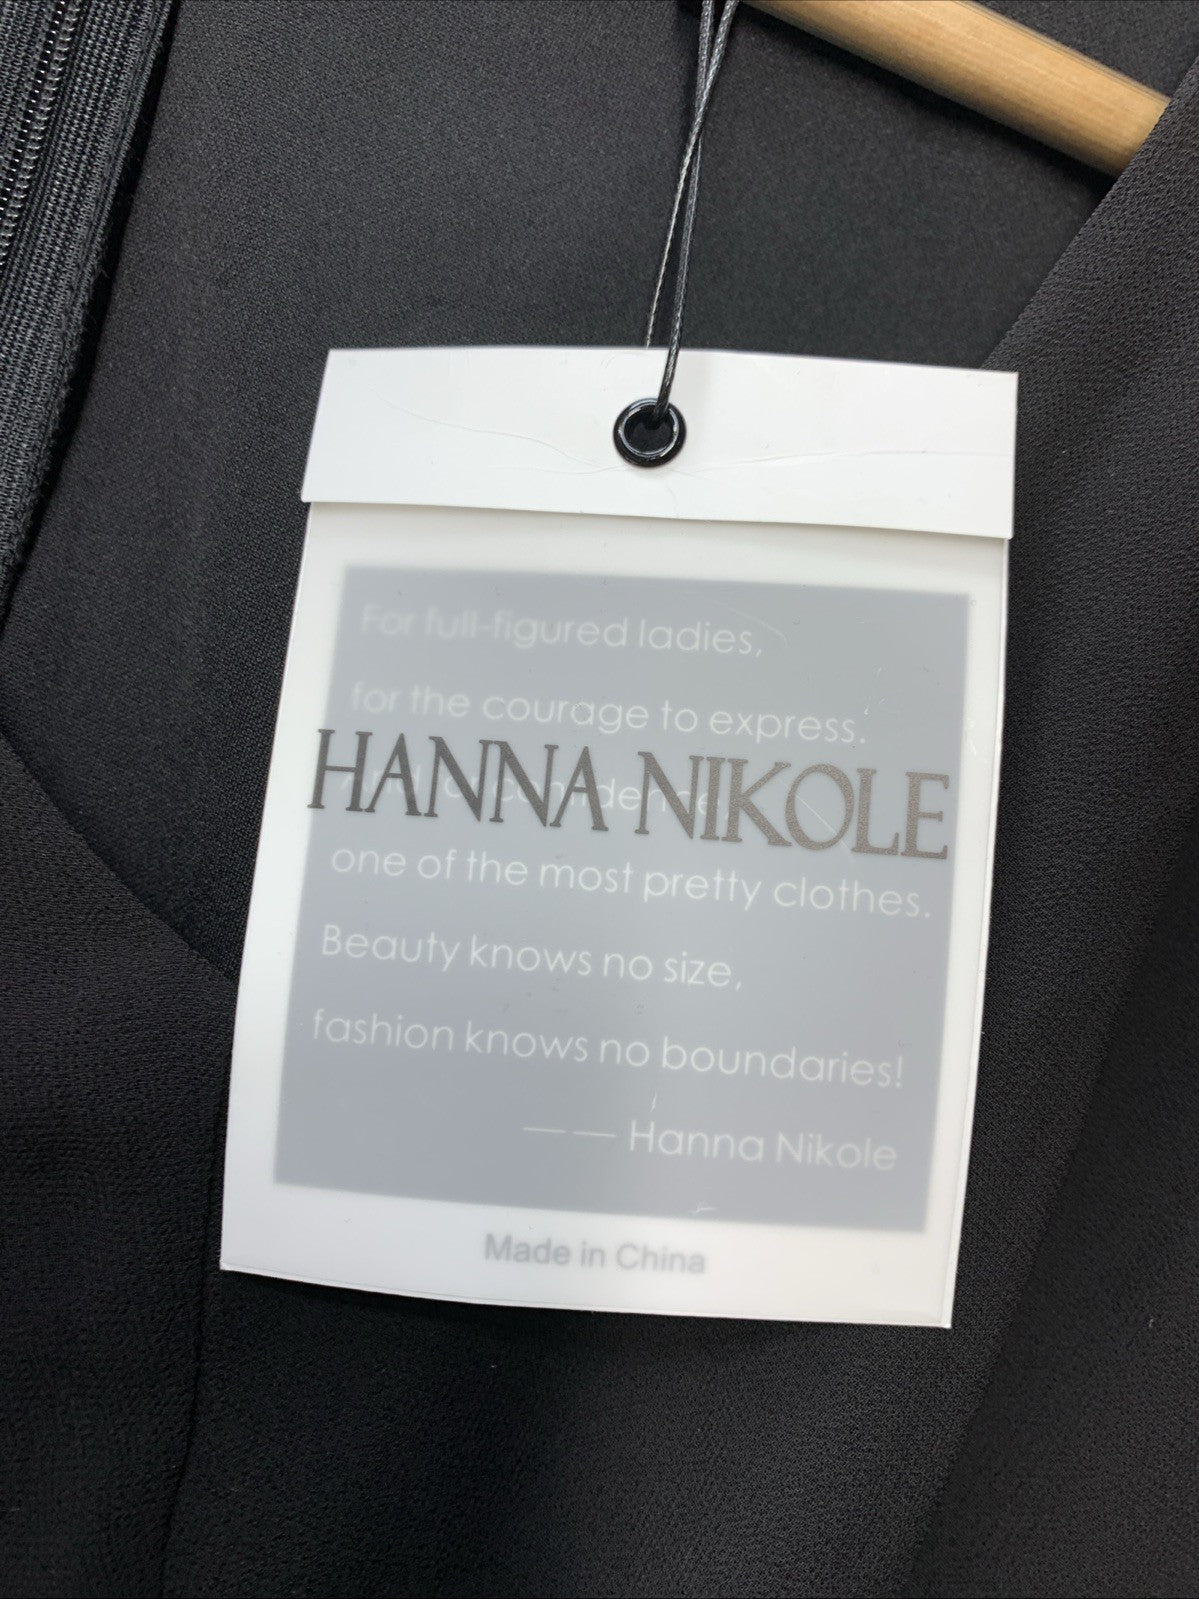 For full-figured ladies,
for the courage to express.
HANNA NIKOLE
one of the most pretty clothes.
Beauty knows no size,
fashion knows no boundaries!
—— Hanna Nikole
Made in China